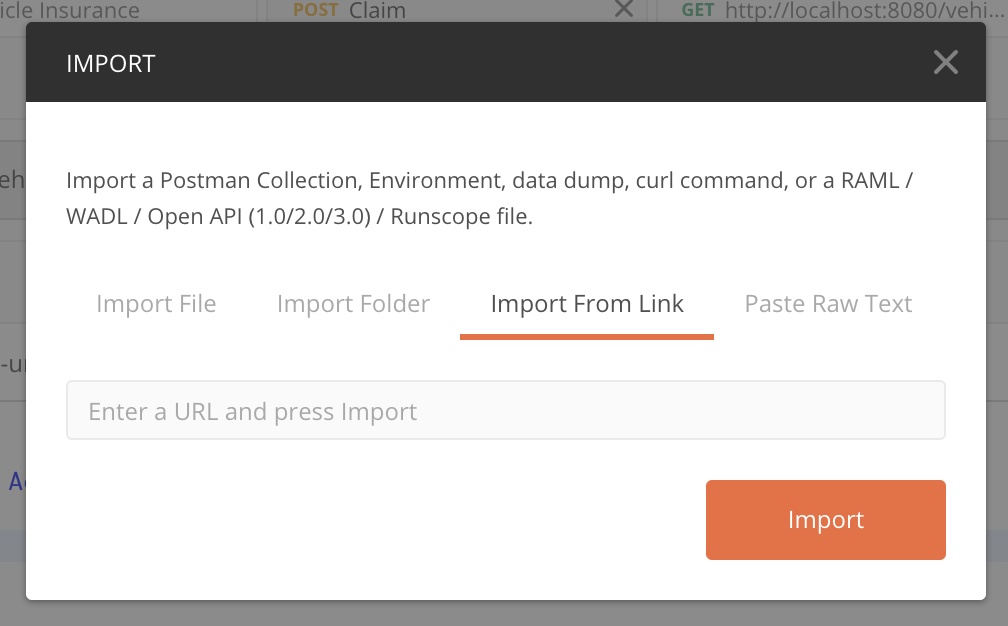 icle Insurance
POST Claim
GET http://localhost:8080/vehi...
IMPORT
Import a Postman Collection, Environment, data dump, curl command, or a RAML /
WADL / Open API (1.0/2.0/3.0) / Runscope file.
Import File
Import Folder
Import From Link
Paste Raw Text
Enter a URL and press Import
Import